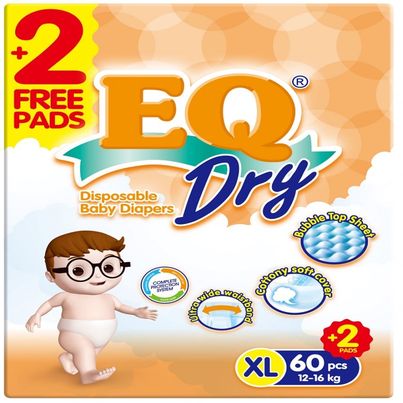 +2
FREE
PADS
EQ®
Dry
Disposable
Baby Diapers
Bubble Top Sheet
Cottony soft cover
Ultra wide waistband
COMPLETE
PROTECTION
SYSTEM
+2
PADS
XL 60 pcs
12-16 kg